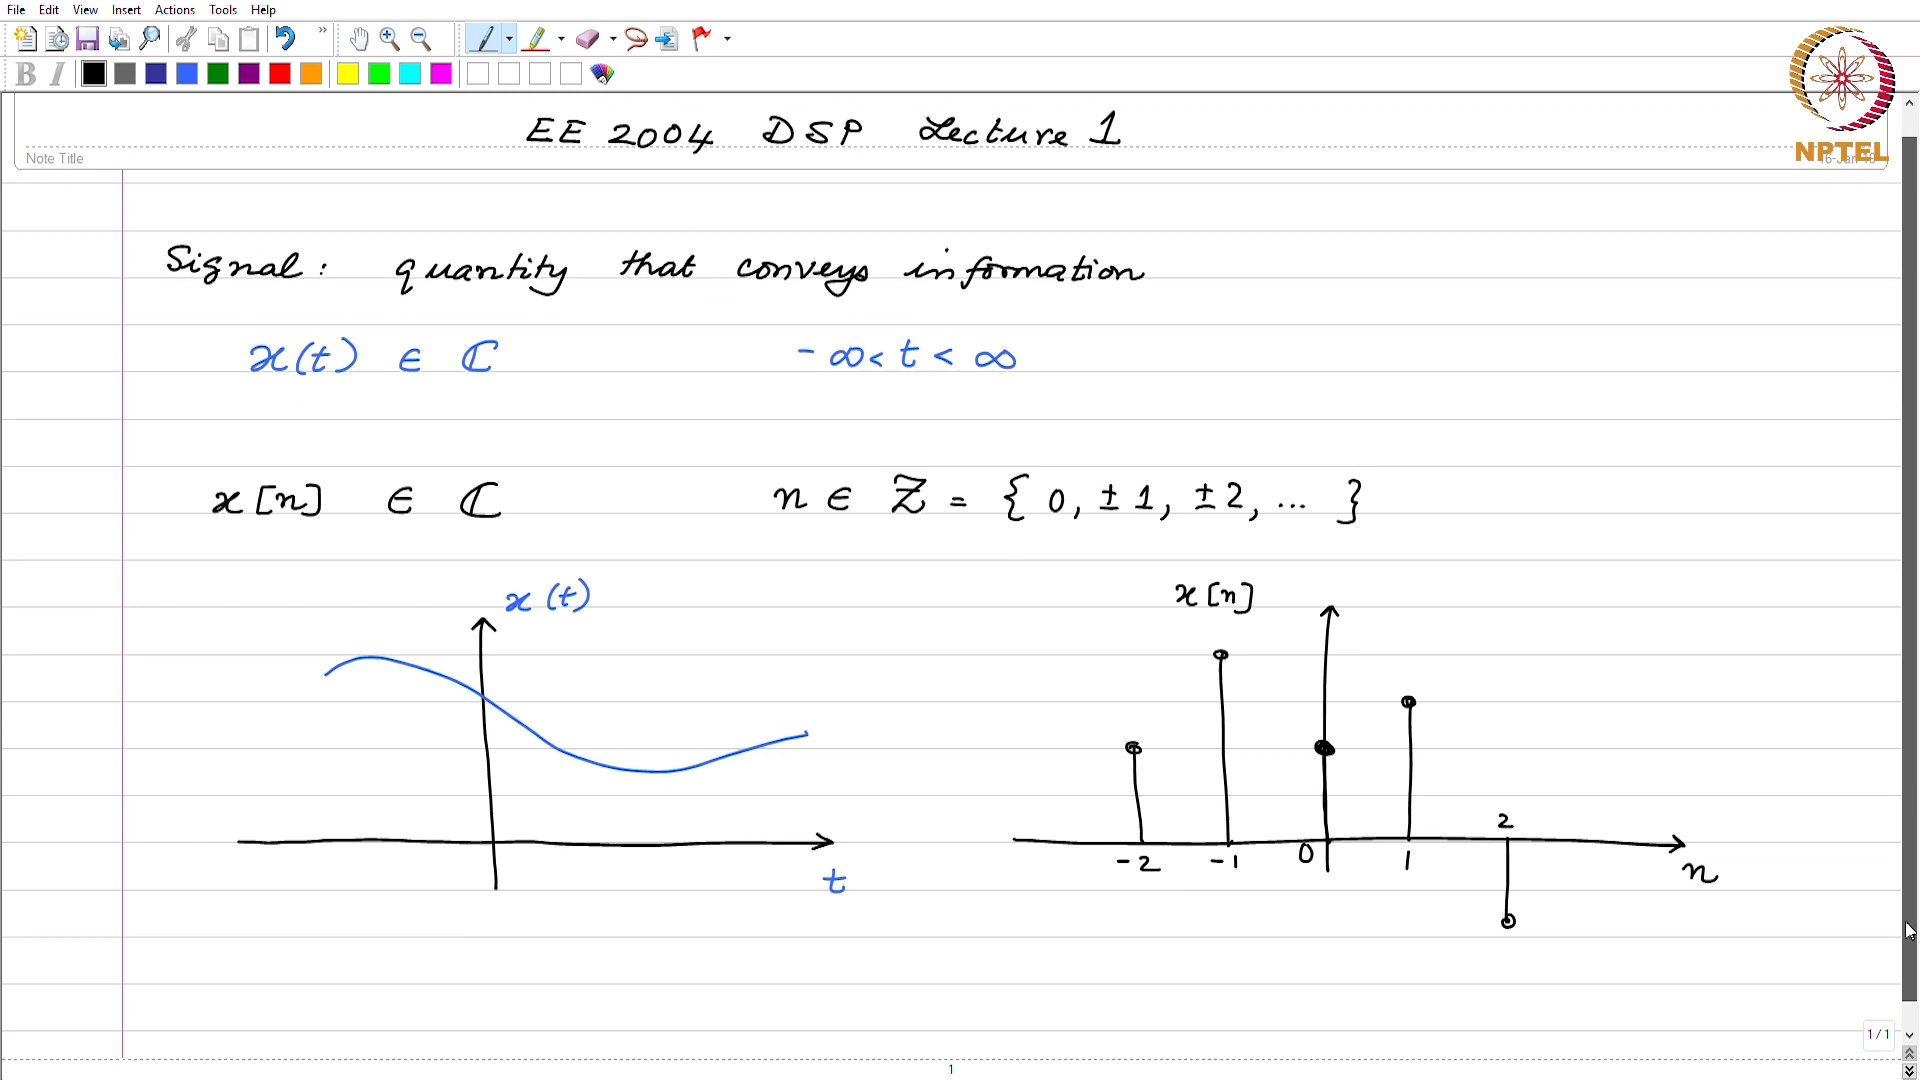 File Edit View Insert Actions Tools Help
EE 2004 DSP Lecture 1
Note Title
NPTEL
Signal: quantity that conveys information
x(t) ∈ ℂ -∞ < t < ∞
x[n] ∈ ℂ n ∈ ℤ = { 0, ±1, ±2, ... }
x(t)
t
x[n]
-2 -1 0 1 2
n
1 / 1
1